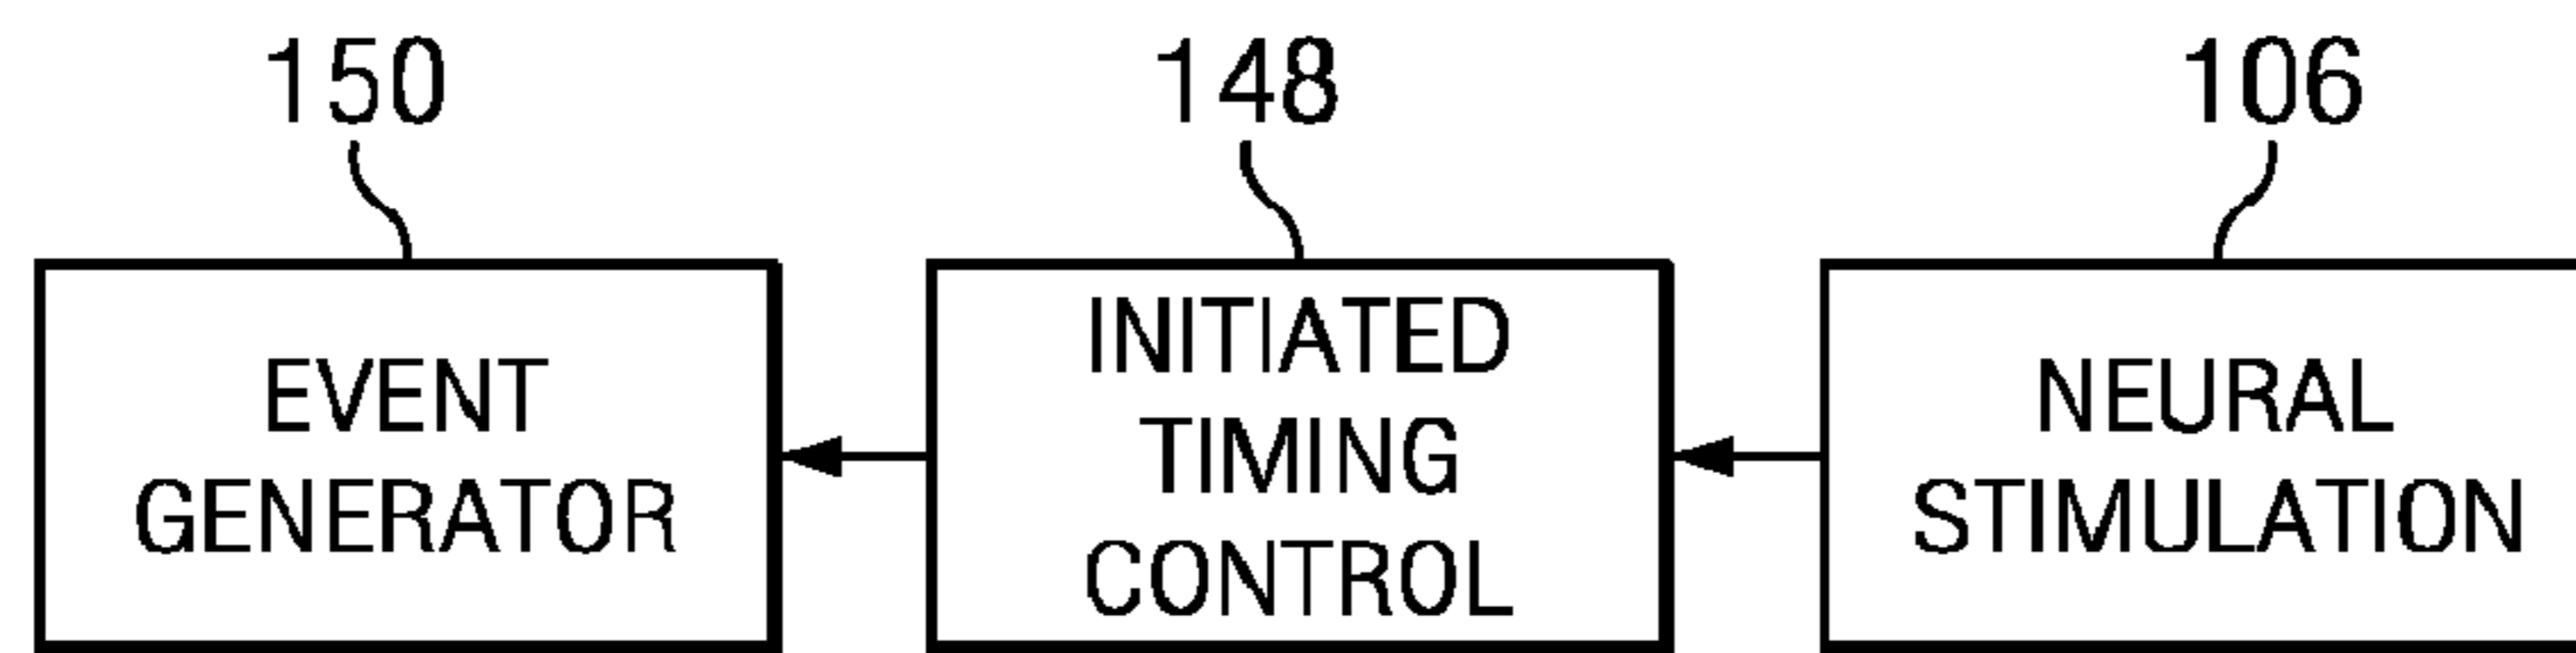 150
148
106
EVENT
GENERATOR
INITIATED
TIMING
CONTROL
NEURAL
STIMULATION